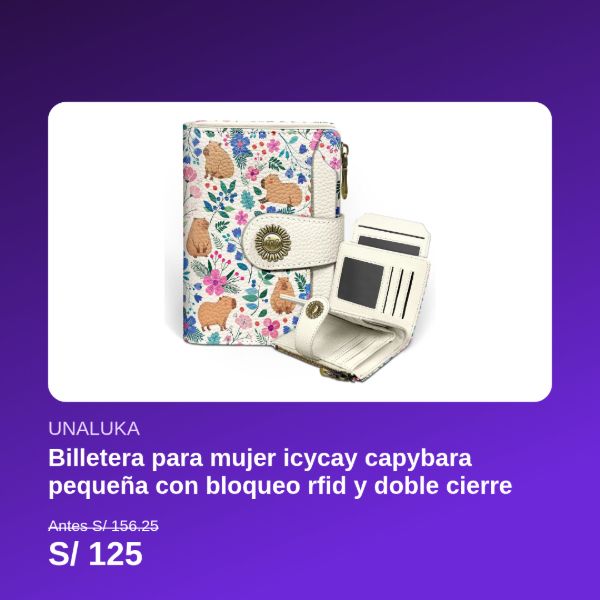 UNALUKA
Billetera para mujer icycay capybara
pequeña con bloqueo rfid y doble cierre
Antes S/ 156.25
S/ 125